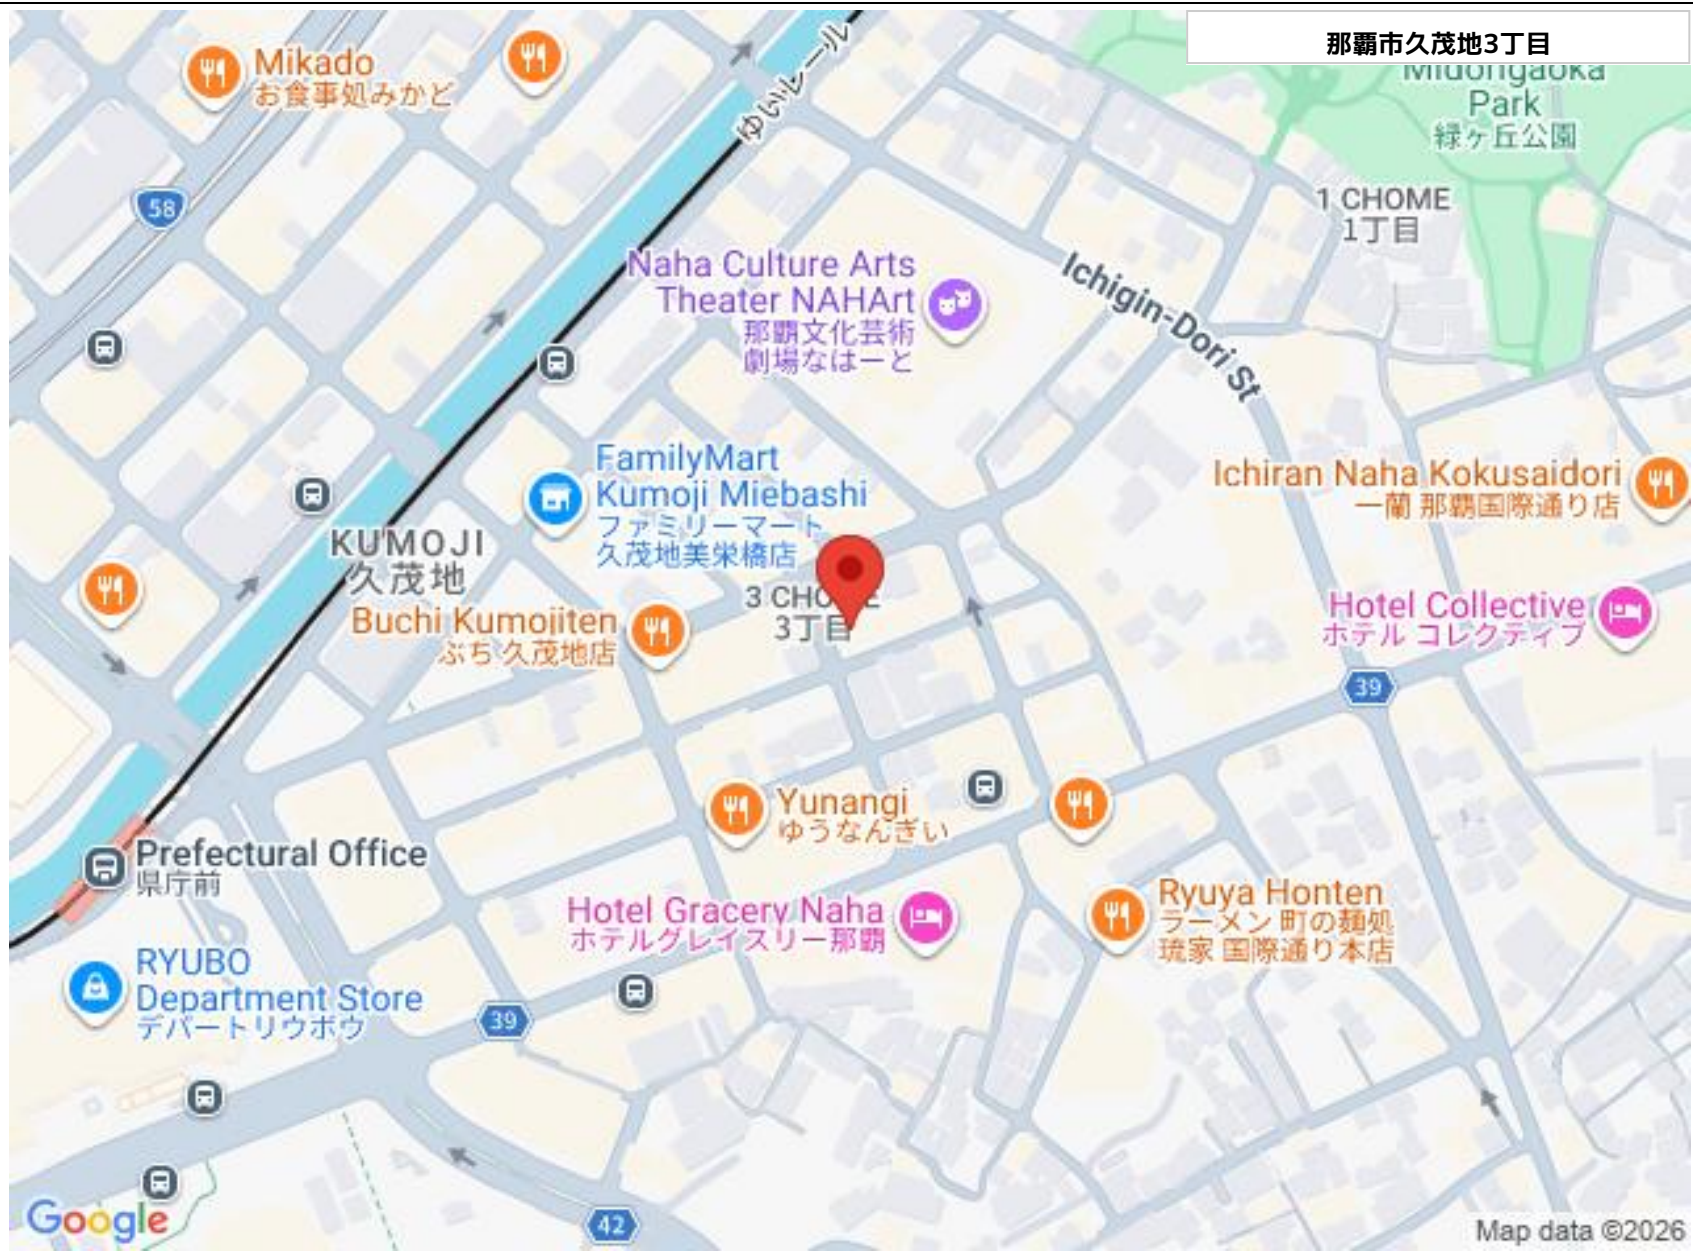 那覇市久茂地3丁目
Mikado
お食事処みかど
ゆいレール
Midorigaoka
Park
緑ヶ丘公園
58
1 CHOME
1丁目
Naha Culture Arts
Theater NAHArt
那覇文化芸術
劇場なはーと
Ichigin-Dori St
FamilyMart
Kumoji Miebashi
ファミリーマート
久茂地美栄橋店
Ichiran Naha Kokusaidori
一蘭 那覇国際通り店
KUMOJI
久茂地
3 CHOME
3丁目
Buchi Kumojiten
ぶち 久茂地店
Hotel Collective
ホテル コレクティブ
39
Yunangi
ゆうなんぎい
Prefectural Office
県庁前
Hotel Gracery Naha
ホテルグレイスリー那覇
Ryuya Honten
ラーメン 町の麺処
琉家 国際通り本店
RYUBO
Department Store
デパートリウボウ
39
42
Google
Map data ©2026